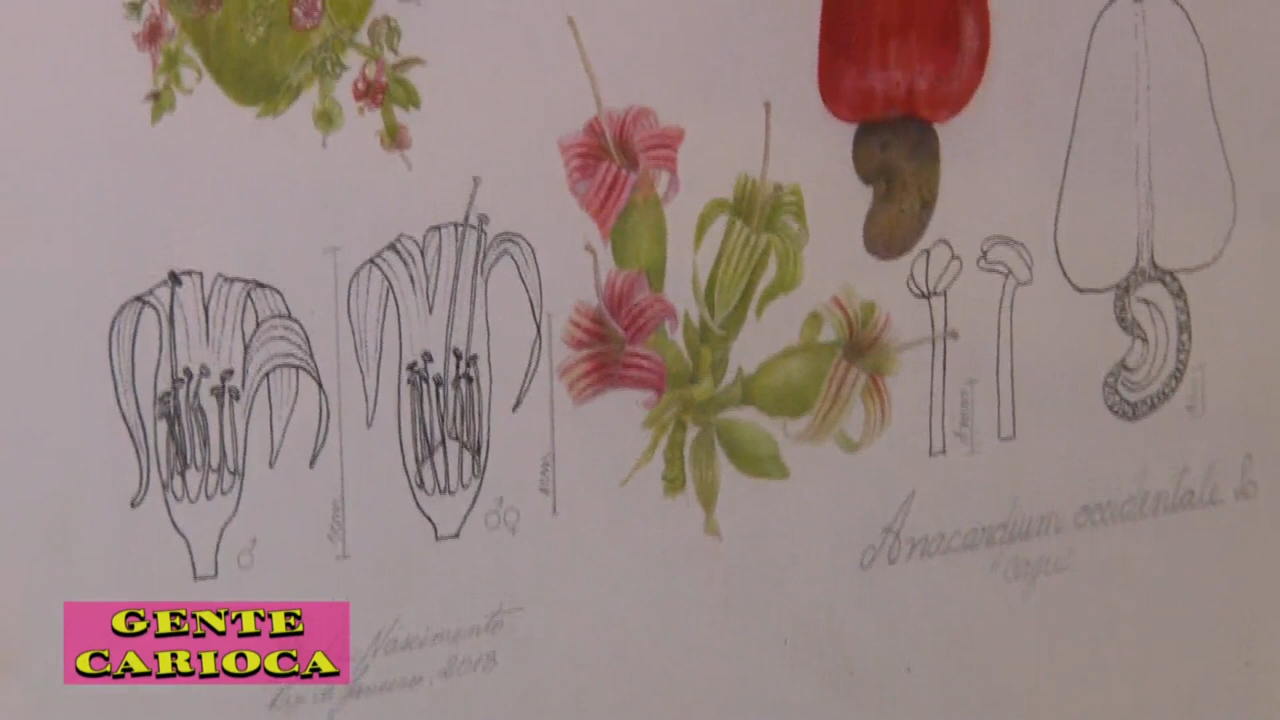 Anacardium occidentale L
"caju"
Nascimento
Rio de Janeiro, 2018
GENTE
CARIOCA